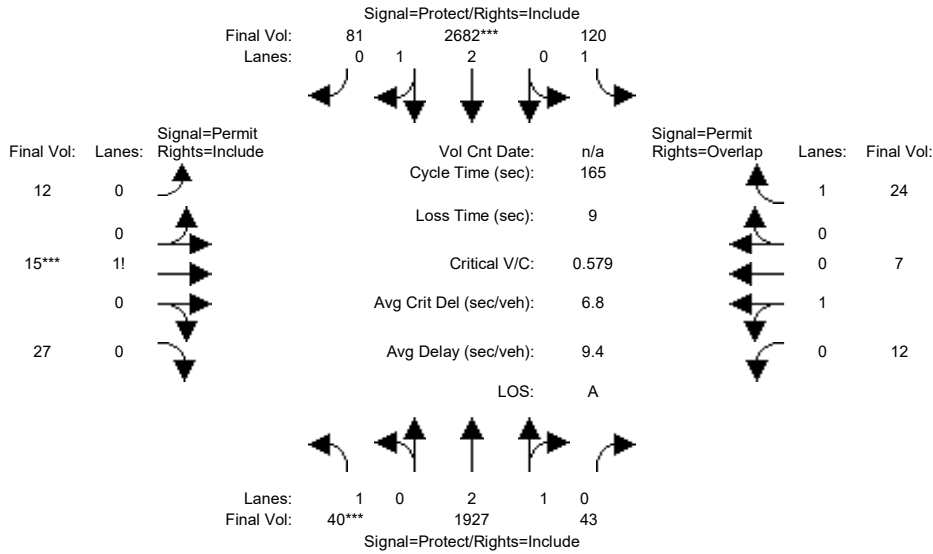 Signal=Protect/Rights=Include
Final Vol: 81 2682*** 120
Lanes: 0 1 2 0 1
Signal=Permit
Final Vol: Lanes: Rights=Include
Vol Cnt Date: n/a
Signal=Permit
Rights=Overlap Lanes: Final Vol:
Cycle Time (sec): 165
12 0
1 24
Loss Time (sec): 9
0
0
15*** 1!
Critical V/C: 0.579
0 7
Avg Crit Del (sec/veh): 6.8
0
1
27 0
Avg Delay (sec/veh): 9.4
0 12
LOS: A
Lanes: 1 0 2 1 0
Final Vol: 40*** 1927 43
Signal=Protect/Rights=Include